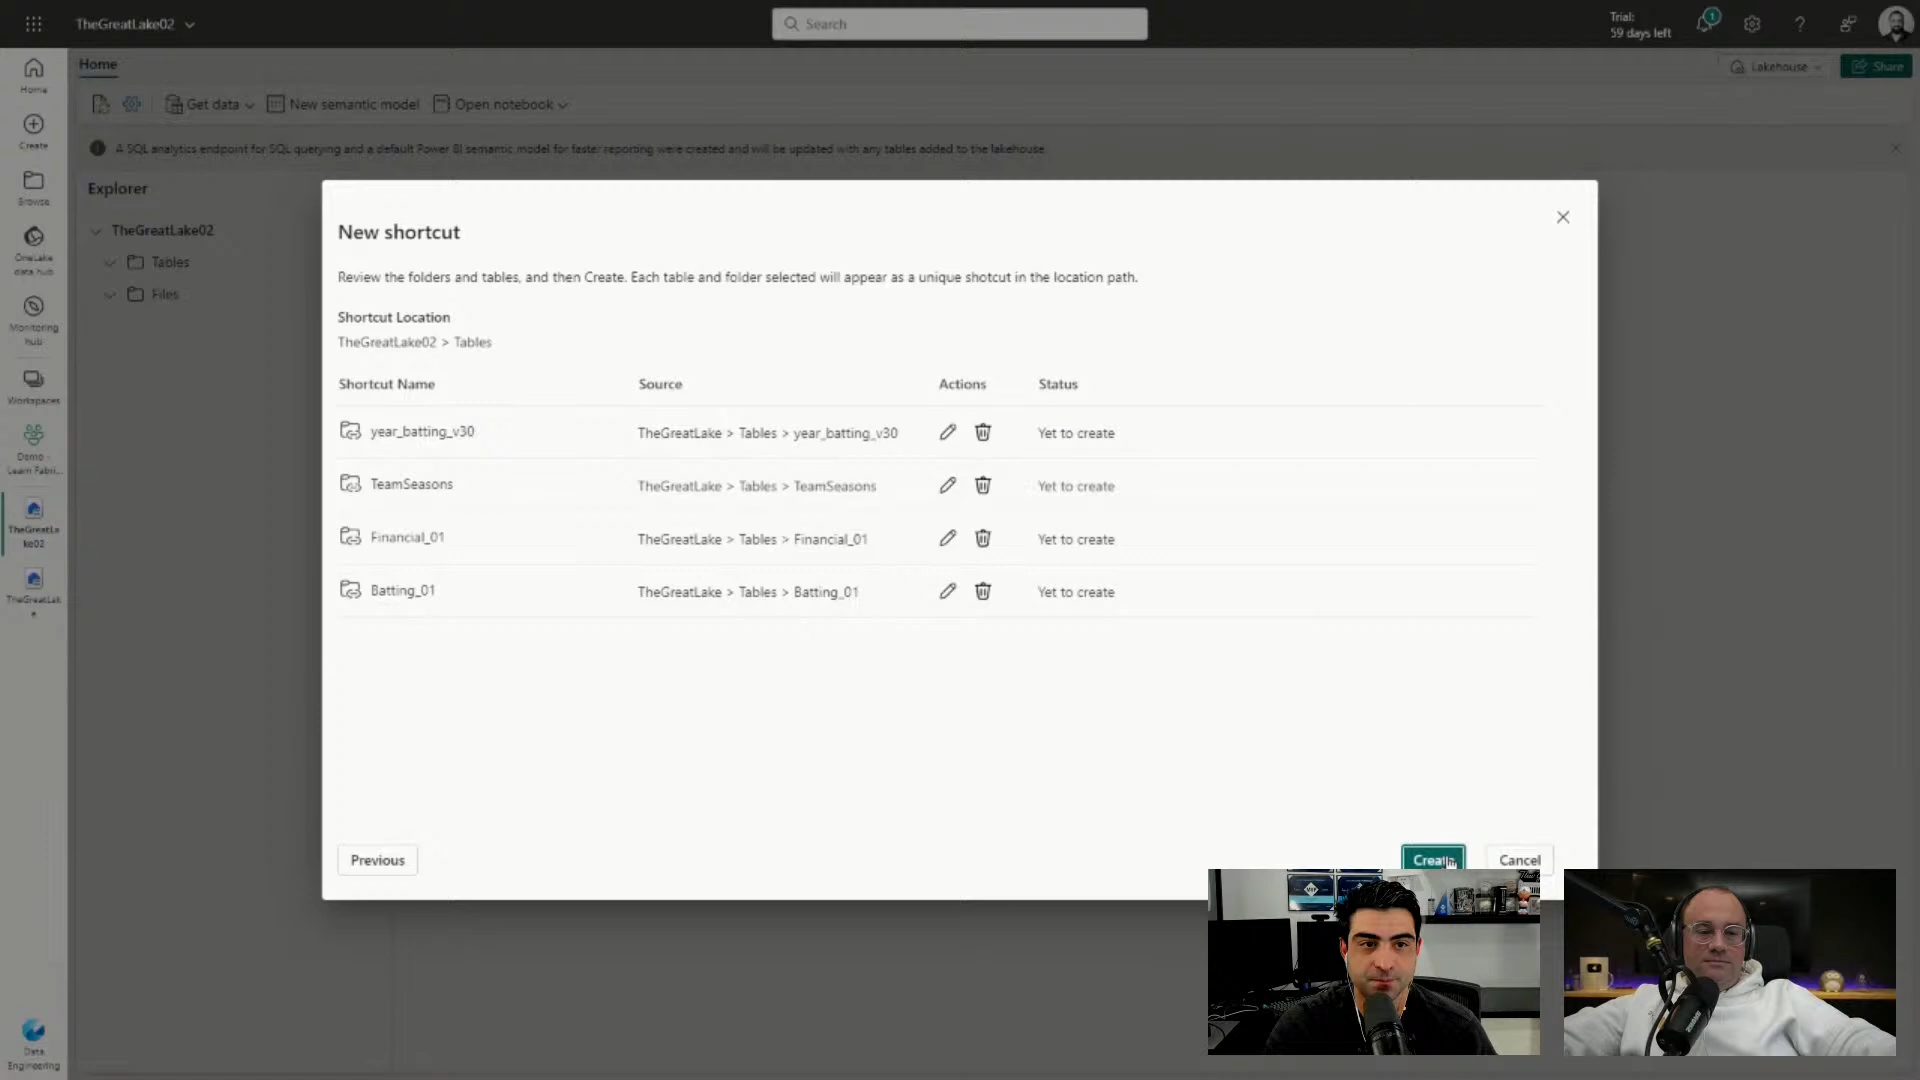 TheGreatLake02
Search
Trial:
59 days left
1
Home
Lakehouse
Share
Get data
New semantic model
Open notebook
A SQL analytics endpoint for SQL querying and a default Power BI semantic model for faster reporting were created and will be updated with any tables added to the lakehouse.
Home
Create
Browse
OneLake
data hub
Monitoring
hub
Workspaces
Demo -
Learn Fabri...
TheGreatLa
ke02
TheGreatLak
e
Data
Engineering
Explorer
TheGreatLake02
Tables
Files
New shortcut
Review the folders and tables, and then Create. Each table and folder selected will appear as a unique shotcut in the location path.
Shortcut Location
TheGreatLake02 > Tables
Shortcut Name Source Actions Status
year_batting_v30 TheGreatLake > Tables > year_batting_v30 Yet to create
TeamSeasons TheGreatLake > Tables > TeamSeasons Yet to create
Financial_01 TheGreatLake > Tables > Financial_01 Yet to create
Batting_01 TheGreatLake > Tables > Batting_01 Yet to create
Previous
Create
Cancel